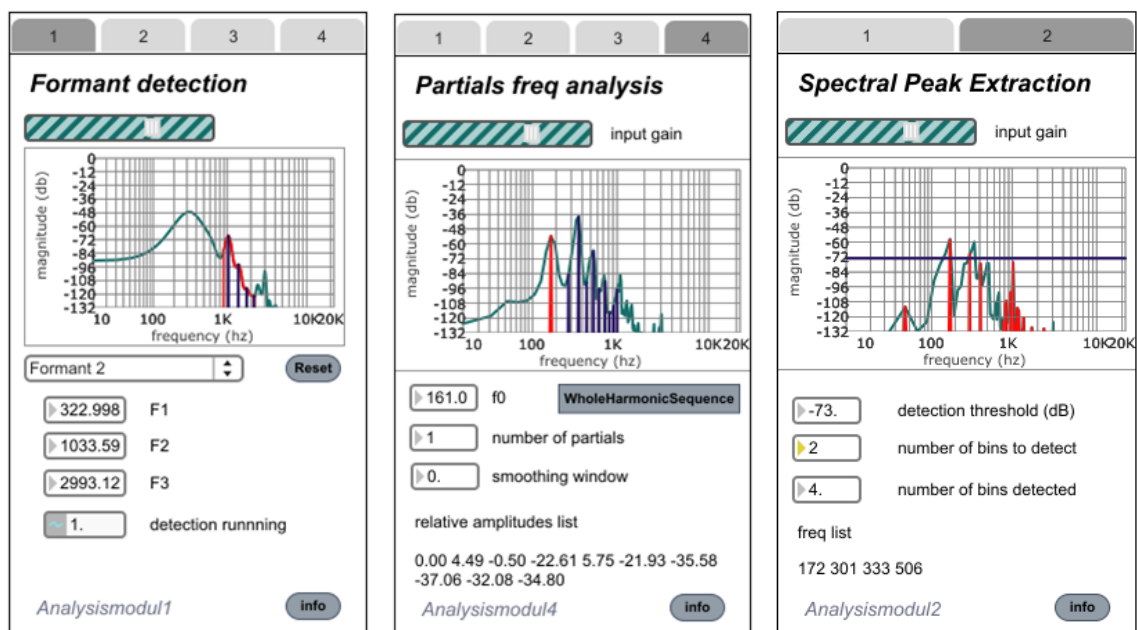 1 2 3 4
Formant detection
0
-12
-24
-36
-48
-60
-72
-84
-96
-108
-120
-132
magnitude (db)
10 100 1K 10K20K
frequency (hz)
Formant 2
Reset
322.998 F1
1033.59 F2
2993.12 F3
~ 1. detection runnning
Analysismodul1
info
1 2 3 4
Partials freq analysis
input gain
0
-12
-24
-36
-48
-60
-72
-84
-96
-108
-120
-132
magnitude (db)
10 100 1K 10K20K
frequency (hz)
161.0 f0 WholeHarmonicSequence
1 number of partials
0. smoothing window
relative amplitudes list
0.00 4.49 -0.50 -22.61 5.75 -21.93 -35.58
-37.06 -32.08 -34.80
Analysismodul4
info
1 2
Spectral Peak Extraction
input gain
0
-12
-24
-36
-48
-60
-72
-84
-96
-108
-120
-132
magnitude (db)
10 100 1K 10K20K
frequency (hz)
-73. detection threshold (dB)
2 number of bins to detect
4. number of bins detected
freq list
172 301 333 506
Analysismodul2
info